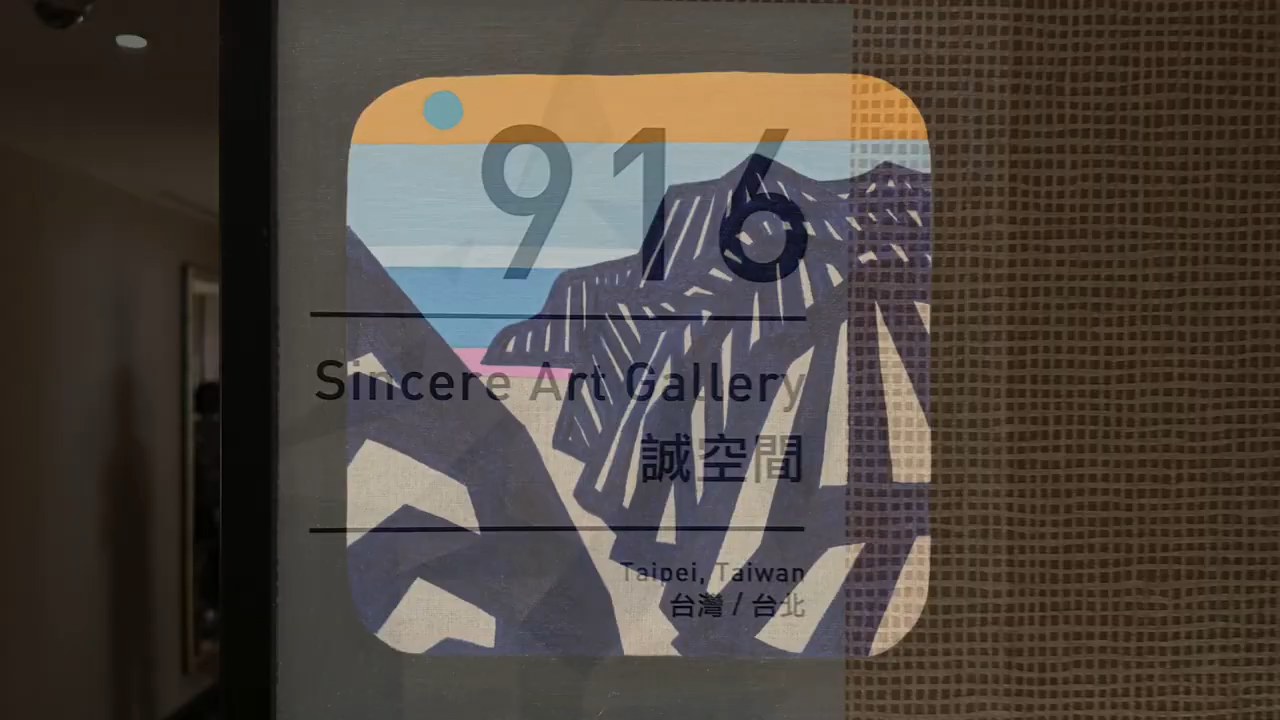 916
Sincere Art Gallery
誠空間
Taipei, Taiwan
台灣 / 台北